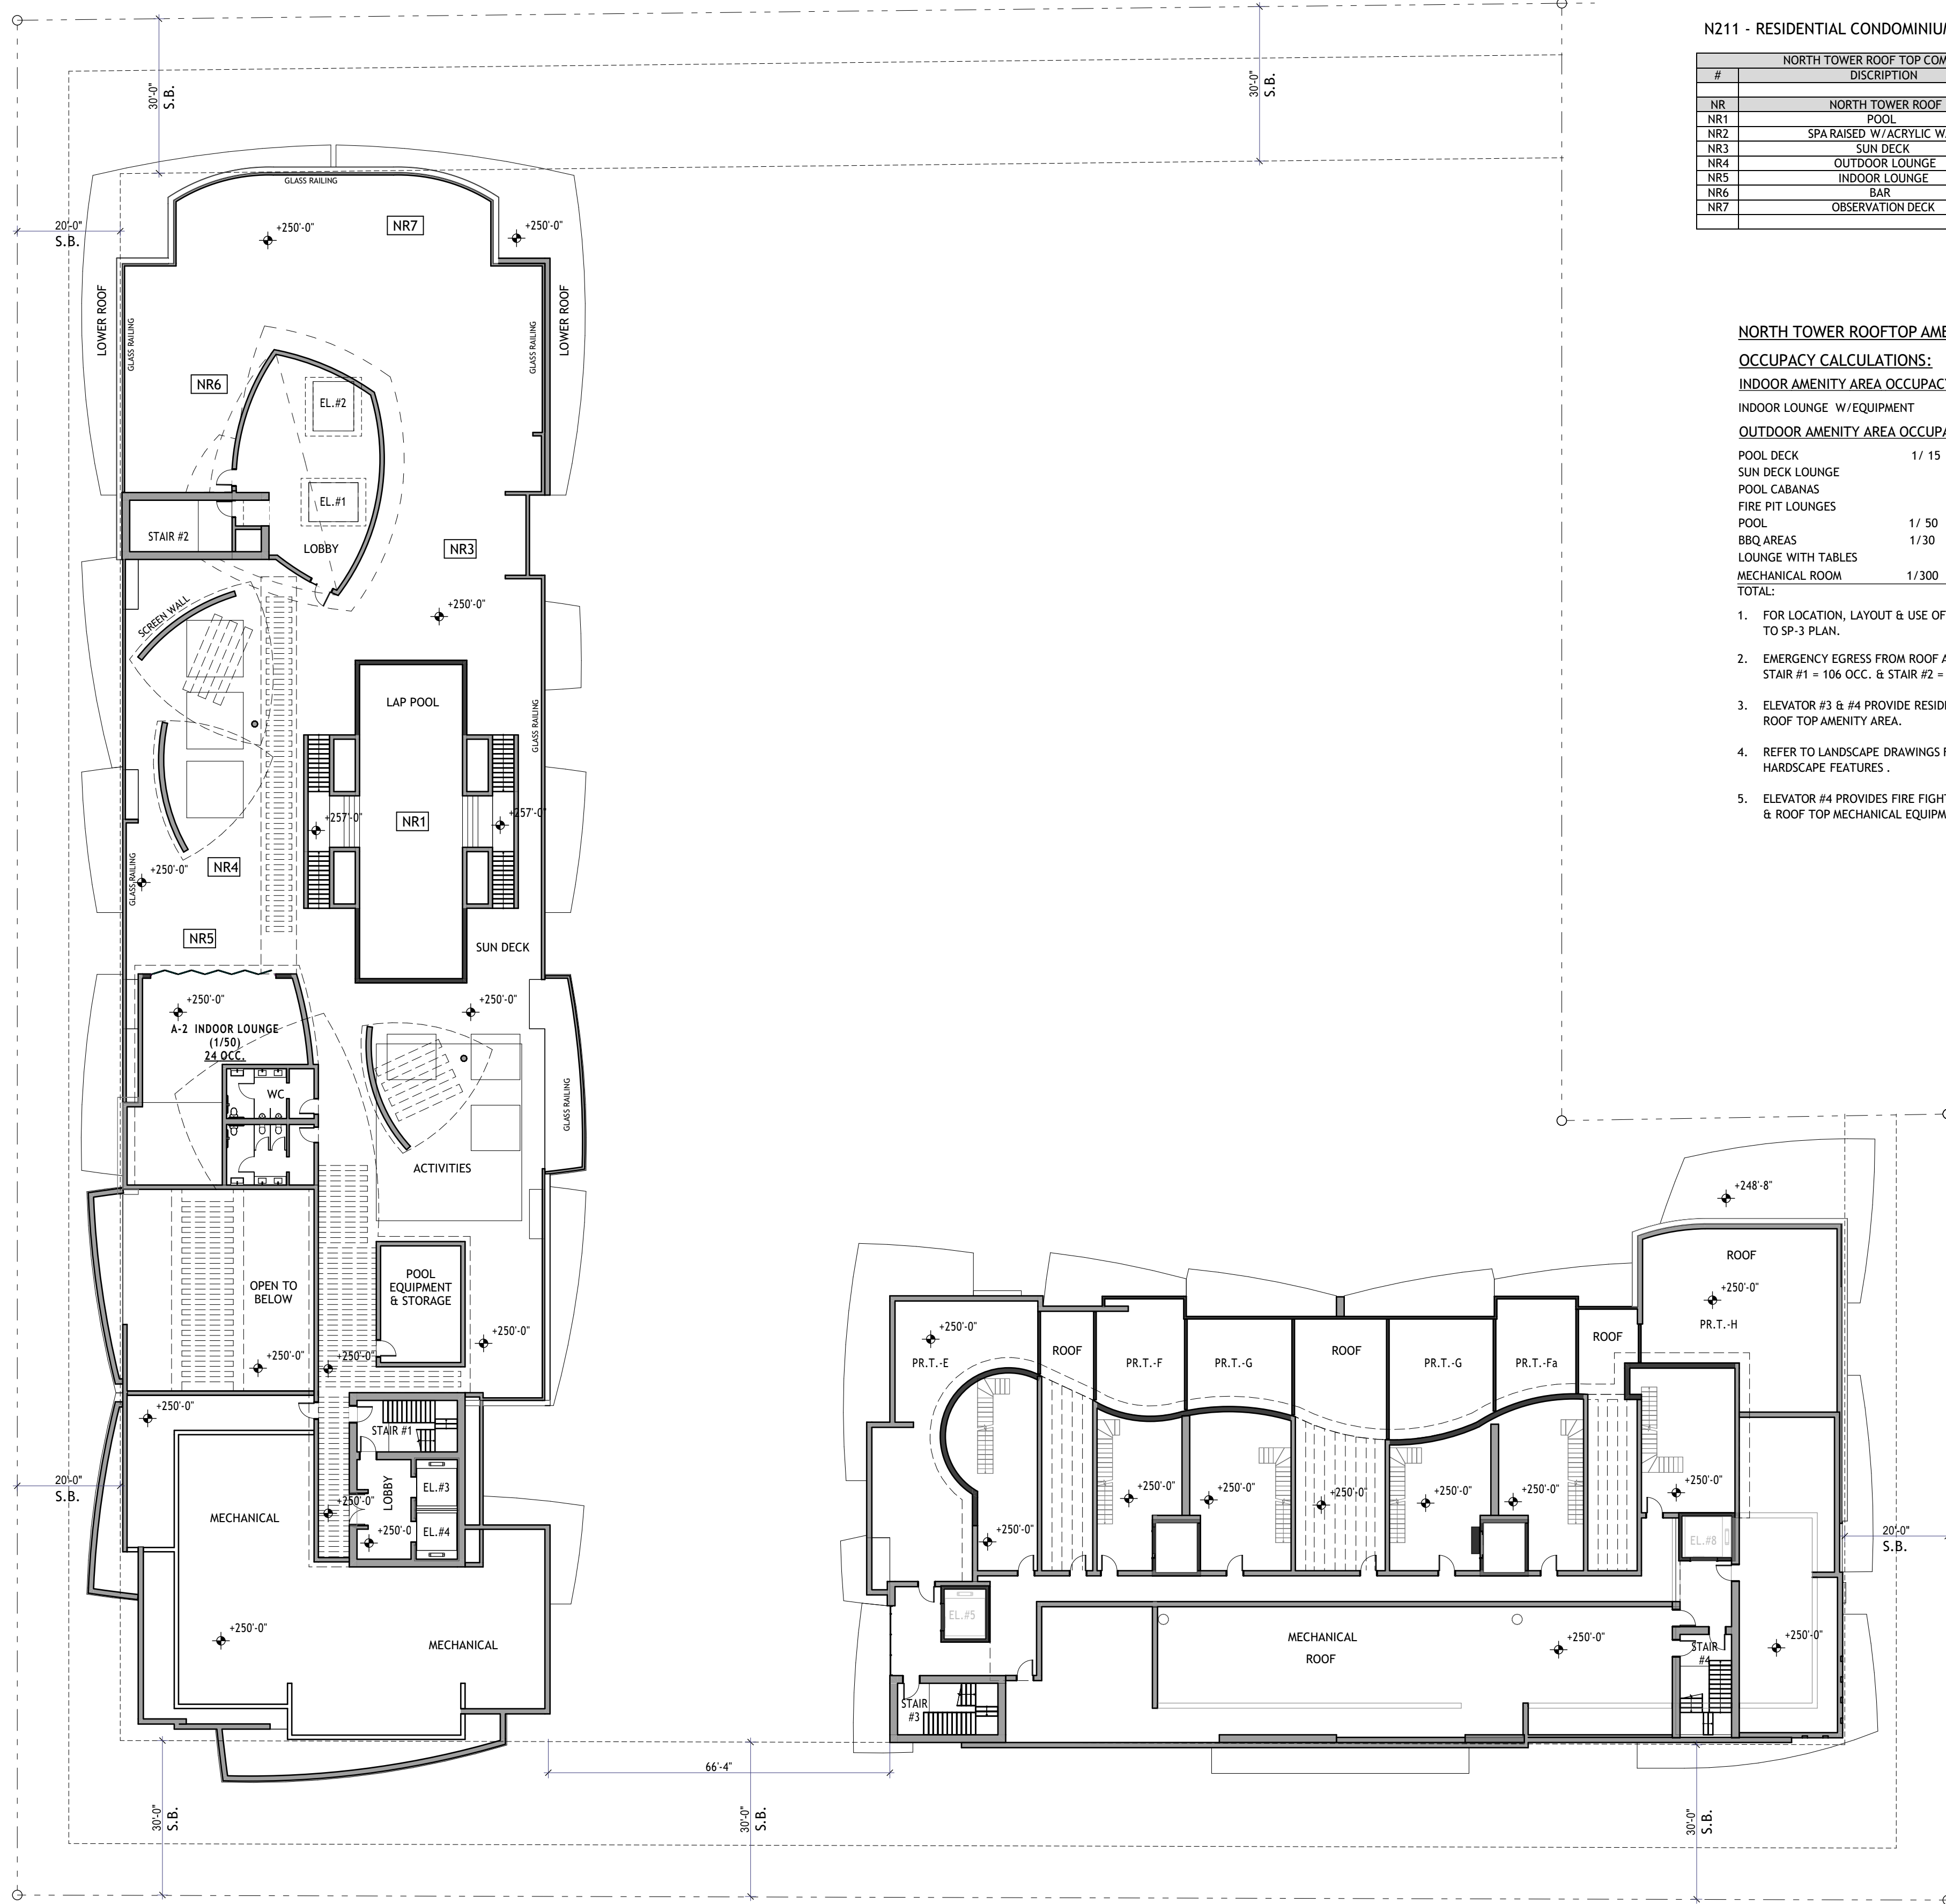 N211 - RESIDENTIAL CONDOMINIUM
NORTH TOWER ROOF TOP COM
# DISCRIPTION
NR NORTH TOWER ROOF
NR1 POOL
NR2 SPA RAISED W/ACRYLIC W
NR3 SUN DECK
NR4 OUTDOOR LOUNGE
NR5 INDOOR LOUNGE
NR6 BAR
NR7 OBSERVATION DECK
NORTH TOWER ROOFTOP AME
OCCUPANCY CALCULATIONS:
INDOOR AMENITY AREA OCCUPACY
INDOOR LOUNGE W/EQUIPMENT
OUTDOOR AMENITY AREA OCCUPA
POOL DECK 1/ 15
SUN DECK LOUNGE
POOL CABANAS
FIRE PIT LOUNGES
POOL 1/ 50
BBQ AREAS 1/30
LOUNGE WITH TABLES
MECHANICAL ROOM 1/300
TOTAL:
1. FOR LOCATION, LAYOUT & USE OF
TO SP-3 PLAN.
2. EMERGENCY EGRESS FROM ROOF A
STAIR #1 = 106 OCC. & STAIR #2 =
3. ELEVATOR #3 & #4 PROVIDE RESIDE
ROOF TOP AMENITY AREA.
4. REFER TO LANDSCAPE DRAWINGS F
HARDSCAPE FEATURES .
5. ELEVATOR #4 PROVIDES FIRE FIGHT
& ROOF TOP MECHANICAL EQUIPM
30'-0"
S.B.
30'-0"
S.B.
GLASS RAILING
20'-0"
S.B.
+250'-0"
NR7
+250'-0"
LOWER ROOF
GLASS RAILING
GLASS RAILING
LOWER ROOF
NR6
EL.#2
EL.#1
STAIR #2
LOBBY
NR3
+250'-0"
SCREEN WALL
LAP POOL
GLASS RAILING
+257'-0"
NR1
+257'-0"
+250'-0"
NR4
GLASS RAILING
NR5
SUN DECK
+250'-0"
+250'-0"
A-2 INDOOR LOUNGE
(1/50)
24 OCC.
WC
GLASS RAILING
ACTIVITIES
OPEN TO
BELOW
POOL
EQUIPMENT
& STORAGE
+250'-0"
+250'-0"
+250'-0"
+250'-0"
STAIR #1
20'-0"
S.B.
LOBBY
EL.#3
+250'-0"
MECHANICAL
EL.#4
+250'-0
+250'-0"
MECHANICAL
66'-4"
30'-0"
S.B.
30'-0"
S.B.
+248'-8"
ROOF
+250'-0"
PR.T.-H
+250'-0"
PR.T.-E
ROOF
PR.T.-F
PR.T.-G
ROOF
PR.T.-G
PR.T.-Fa
ROOF
+250'-0"
+250'-0"
+250'-0"
+250'-0"
+250'-0"
+250'-0"
+250'-0"
EL.#8
20'-0"
S.B.
EL.#5
MECHANICAL
ROOF
+250'-0"
STAIR
#4
+250'-0"
STAIR
#3
30'-0"
S.B.